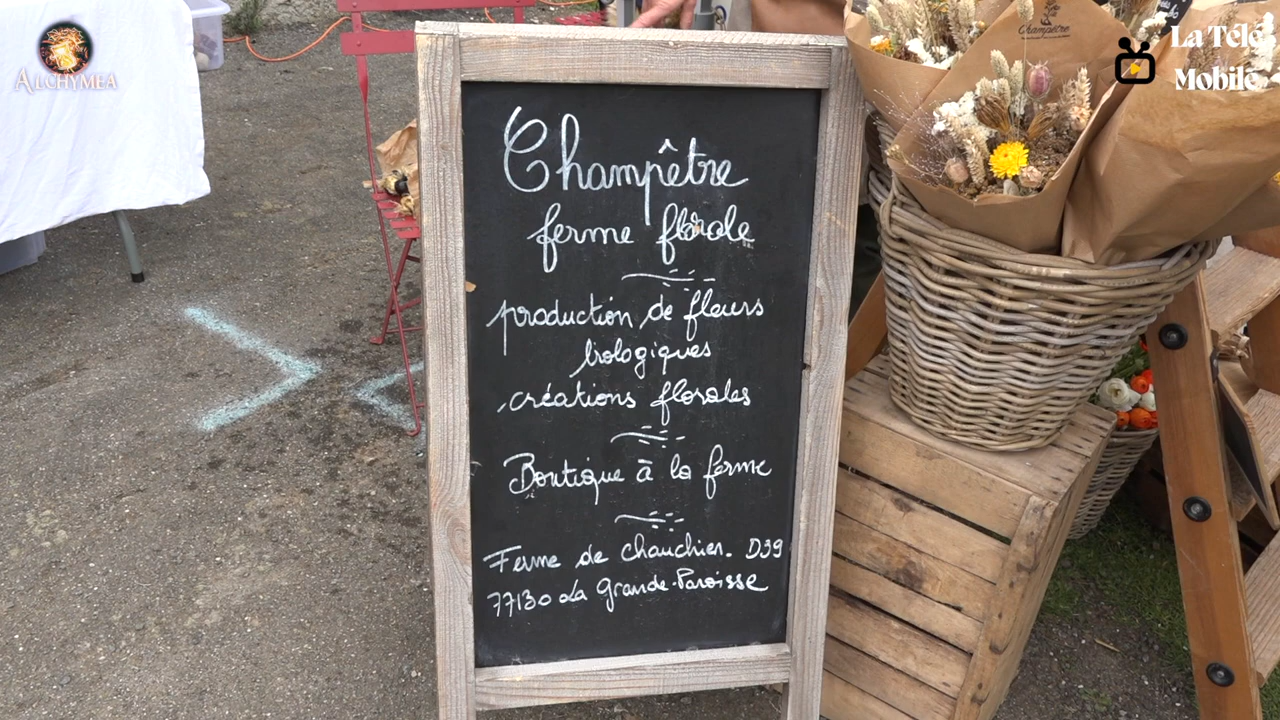 ALCHYMEA
La Télé
Mobile
Champêtre
Champêtre
ferme florale
production de fleurs
biologiques
créations florales
Boutique à la ferme
Ferme de chauchien. D39
77130 La Grande-Paroisse